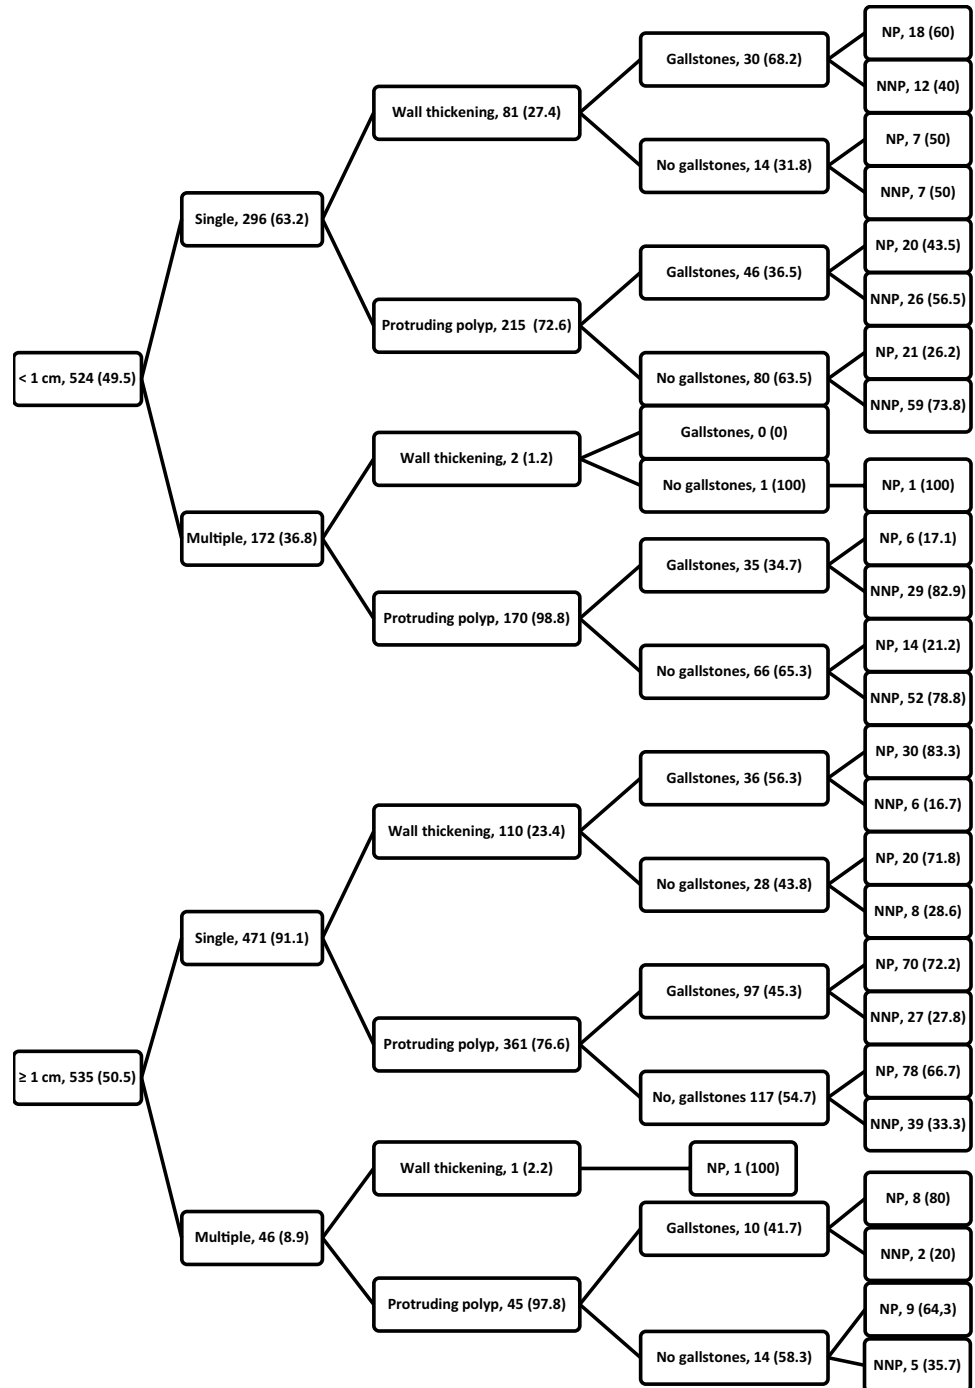 < 1 cm, 524 (49.5)
Single, 296 (63.2)
Wall thickening, 81 (27.4)
Gallstones, 30 (68.2)
NP, 18 (60)
NNP, 12 (40)
No gallstones, 14 (31.8)
NP, 7 (50)
NNP, 7 (50)
Protruding polyp, 215 (72.6)
Gallstones, 46 (36.5)
NP, 20 (43.5)
NNP, 26 (56.5)
No gallstones, 80 (63.5)
NP, 21 (26.2)
NNP, 59 (73.8)
Multiple, 172 (36.8)
Wall thickening, 2 (1.2)
Gallstones, 0 (0)
No gallstones, 1 (100)
NP, 1 (100)
Protruding polyp, 170 (98.8)
Gallstones, 35 (34.7)
NP, 6 (17.1)
NNP, 29 (82.9)
No gallstones, 66 (65.3)
NP, 14 (21.2)
NNP, 52 (78.8)
≥ 1 cm, 535 (50.5)
Single, 471 (91.1)
Wall thickening, 110 (23.4)
Gallstones, 36 (56.3)
NP, 30 (83.3)
NNP, 6 (16.7)
No gallstones, 28 (43.8)
NP, 20 (71.8)
NNP, 8 (28.6)
Protruding polyp, 361 (76.6)
Gallstones, 97 (45.3)
NP, 70 (72.2)
NNP, 27 (27.8)
No, gallstones 117 (54.7)
NP, 78 (66.7)
NNP, 39 (33.3)
Multiple, 46 (8.9)
Wall thickening, 1 (2.2)
NP, 1 (100)
Protruding polyp, 45 (97.8)
Gallstones, 10 (41.7)
NP, 8 (80)
NNP, 2 (20)
No gallstones, 14 (58.3)
NP, 9 (64,3)
NNP, 5 (35.7)